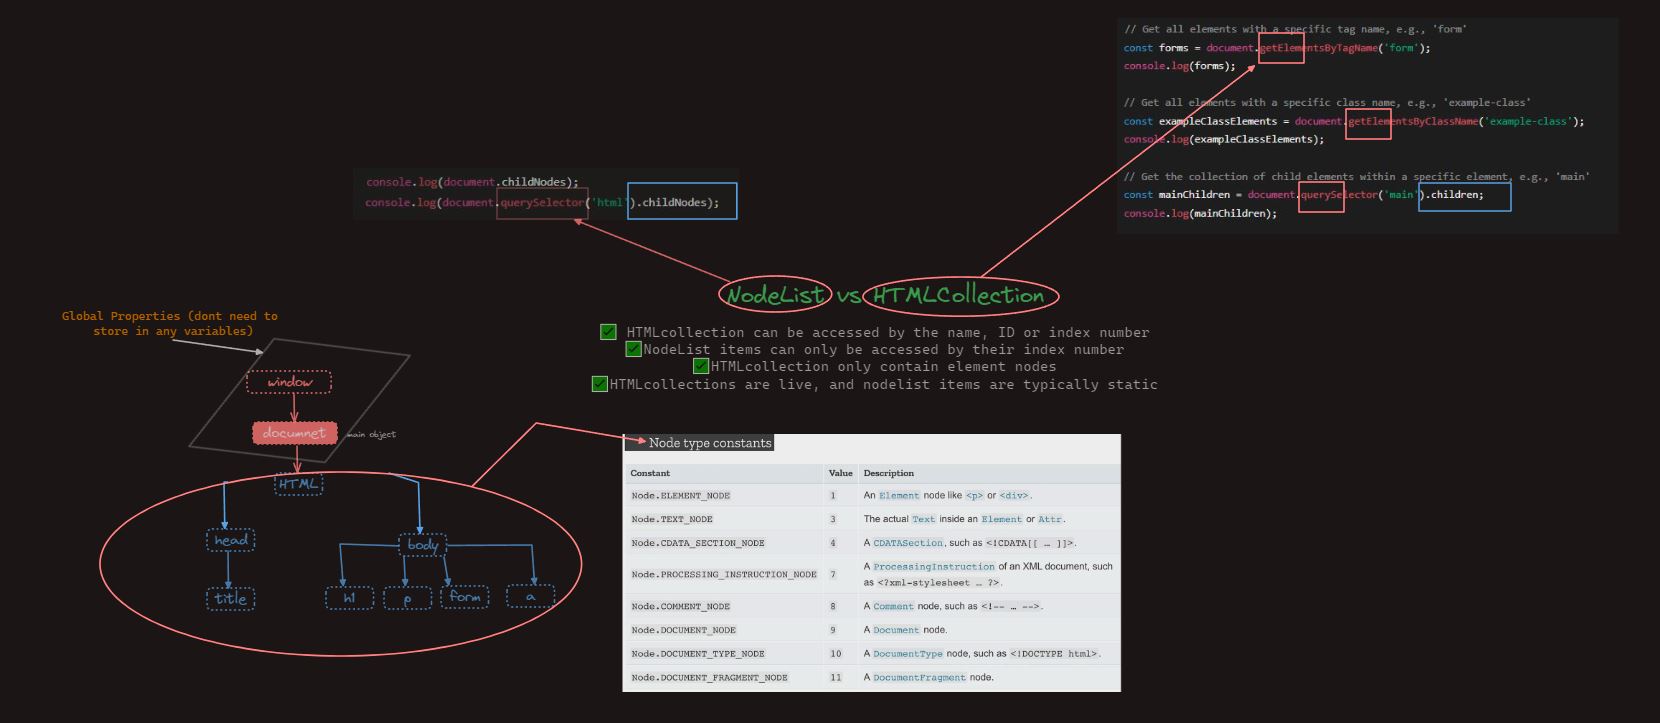 // Get all elements with a specific tag name, e.g., 'form'
const forms = document.getElementsByTagName('form');
console.log(forms);
// Get all elements with a specific class name, e.g., 'example-class'
const exampleClassElements = document.getElementsByClassName('example-class');
console.log(exampleClassElements);
// Get the collection of child elements within a specific element, e.g., 'main'
const mainChildren = document.querySelector('main').children;
console.log(mainChildren);
console.log(document.childNodes);
console.log(document.querySelector('html').childNodes);
NodeList vs HTMLCollection
HTMLcollection can be accessed by the name, ID or index number
NodeList items can only be accessed by their index number
HTMLcollection only contain element nodes
HTMLcollections are live, and nodelist items are typically static
Global Properties (dont need to
store in any variables)
window
documnet main object
HTML
head body
title h1 p form a
Node type constants
Constant Value Description
Node.ELEMENT_NODE 1 An Element node like <p> or <div>.
Node.TEXT_NODE 3 The actual Text inside an Element or Attr.
Node.CDATA_SECTION_NODE 4 A CDATASection, such as <!CDATA[[ … ]]>.
Node.PROCESSING_INSTRUCTION_NODE 7 A ProcessingInstruction of an XML document, such
as <?xml-stylesheet … ?>.
Node.COMMENT_NODE 8 A Comment node, such as <!-- … -->.
Node.DOCUMENT_NODE 9 A Document node.
Node.DOCUMENT_TYPE_NODE 10 A DocumentType node, such as <!DOCTYPE html>.
Node.DOCUMENT_FRAGMENT_NODE 11 A DocumentFragment node.